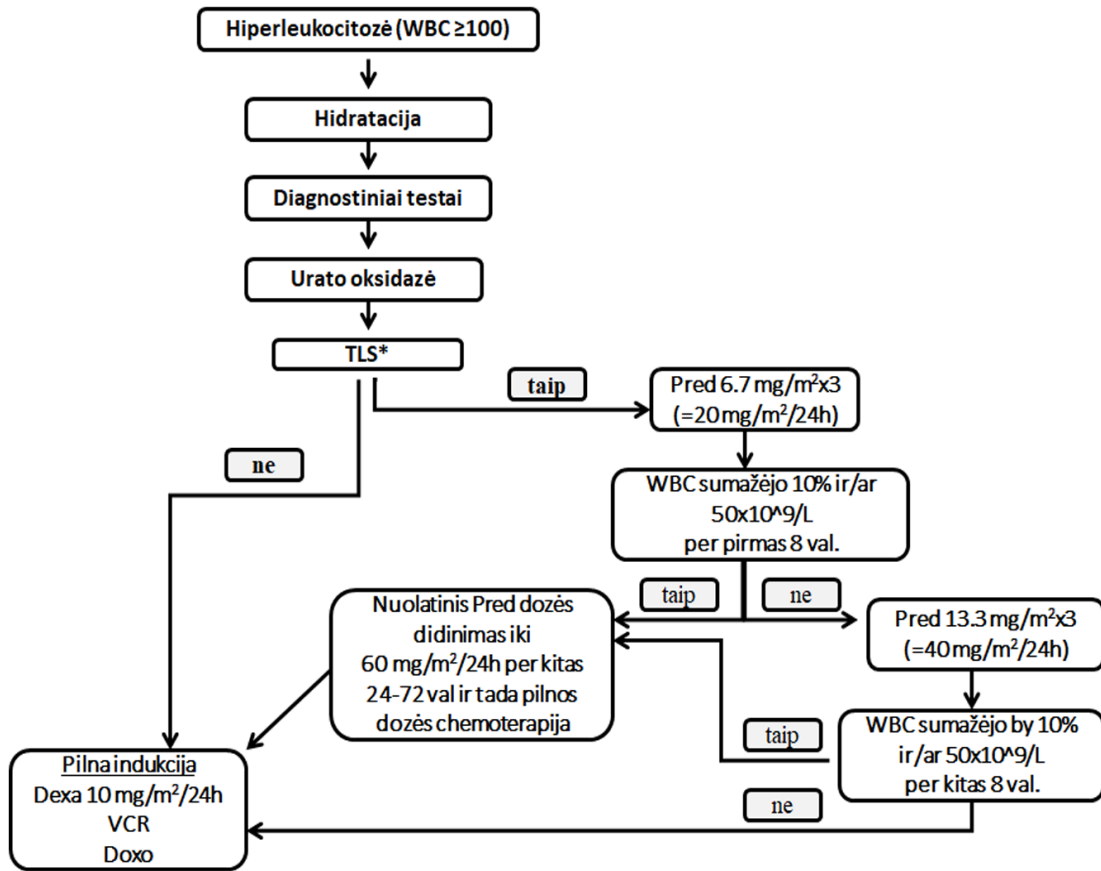 Hiperleukocitozė (WBC ≥100)
Hidratacija
Diagnostiniai testai
Urato oksidazė
TLS*
taip
Pred 6.7 mg/m²x3
(=20 mg/m²/24h)
ne
WBC sumažėjo 10% ir/ar
50x10^9/L
per pirmas 8 val.
taip
ne
Nuolatinis Pred dozės
didinimas iki
60 mg/m²/24h per kitas
24-72 val ir tada pilnos
dozės chemoterapija
Pred 13.3 mg/m²x3
(=40 mg/m²/24h)
taip
WBC sumažėjo by 10%
ir/ar 50x10^9/L
per kitas 8 val.
ne
Pilna indukcija
Dexa 10 mg/m²/24h
VCR
Doxo